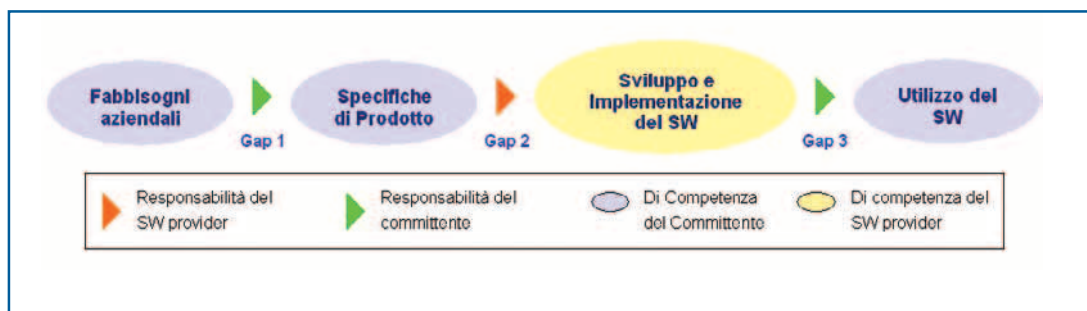 Fabbisogni
aziendali
Gap 1
Specifiche
di Prodotto
Gap 2
Sviluppo e
Implementazione
del SW
Gap 3
Utilizzo del
SW
Responsabilità del
SW provider
Responsabilità del
committente
Di Competenza
del Committente
Di competenza del
SW provider